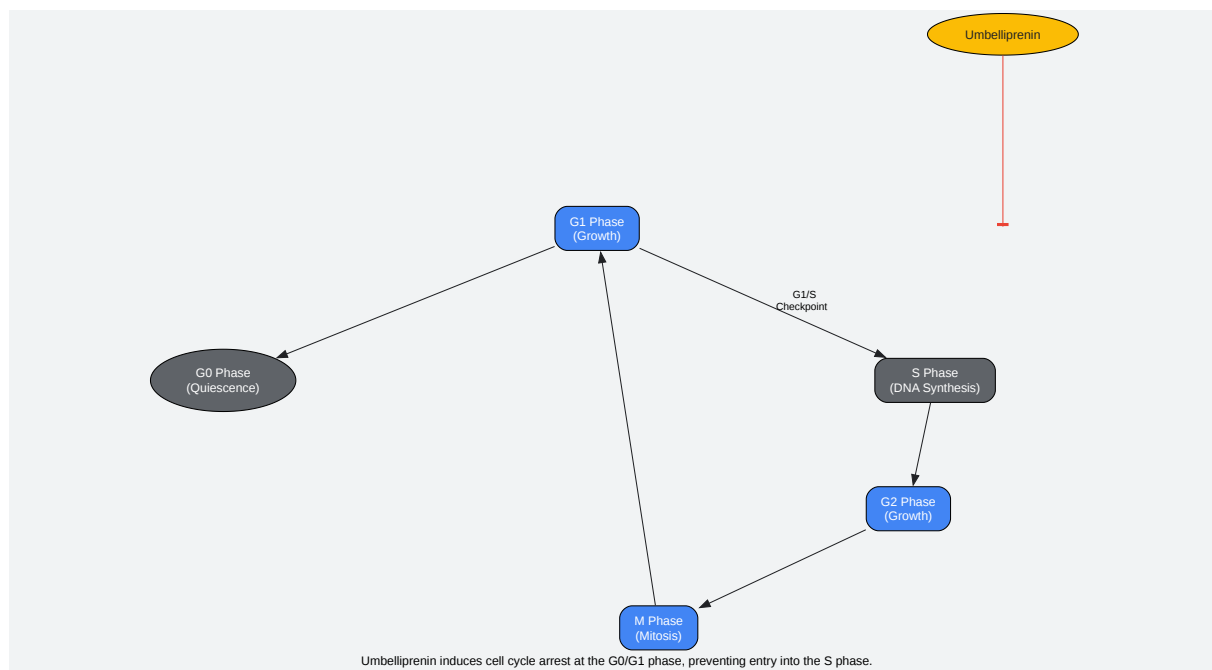 Umbelliprenin
G1 Phase
(Growth)
G1/S
Checkpoint
G0 Phase
(Quiescence)
S Phase
(DNA Synthesis)
G2 Phase
(Growth)
M Phase
(Mitosis)
Umbelliprenin induces cell cycle arrest at the G0/G1 phase, preventing entry into the S phase.